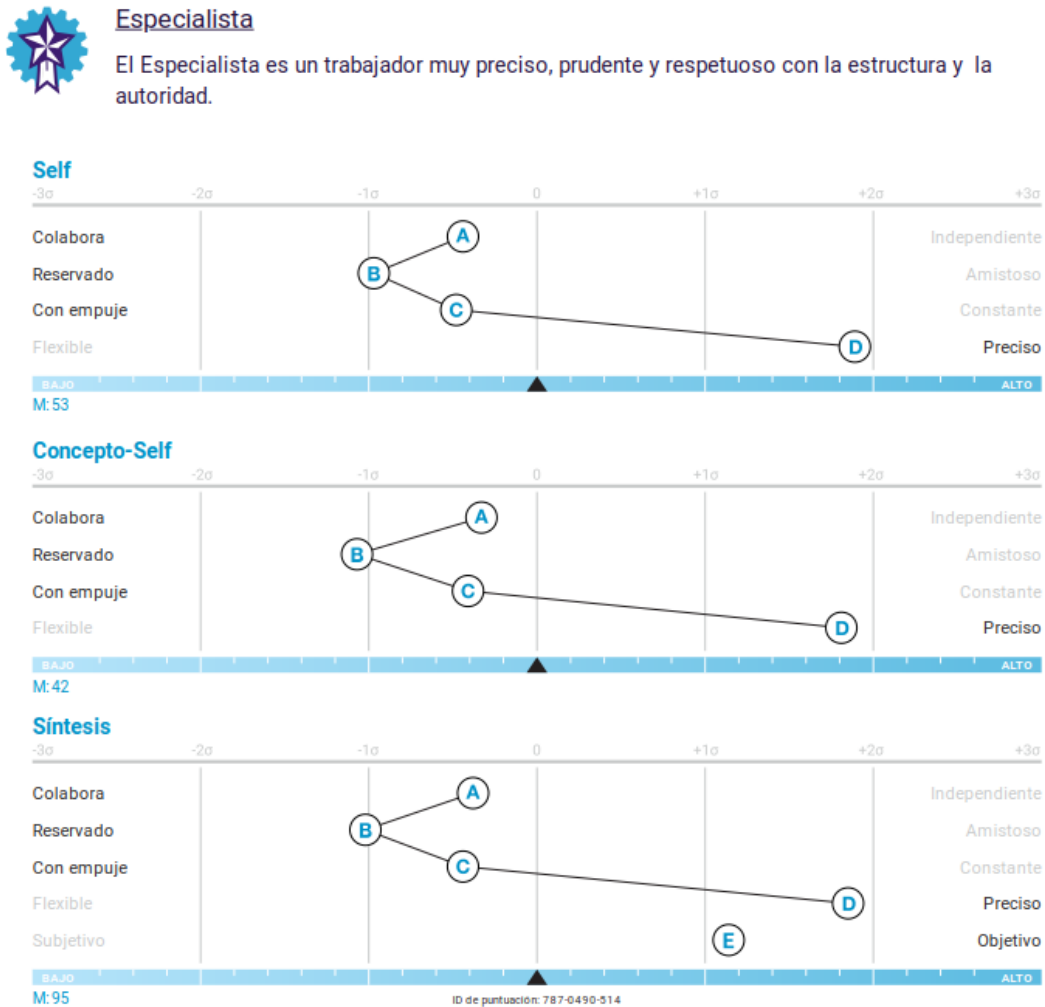 Especialista
El Especialista es un trabajador muy preciso, prudente y respetuoso con la estructura y la
autoridad.
Self
-3σ -2σ -1σ 0 +1σ +2σ +3σ
Colabora A Independiente
Reservado B Amistoso
Con empuje C Constante
Flexible D Preciso
BAJO ALTO
M:53
Concepto-Self
-3σ -2σ -1σ 0 +1σ +2σ +3σ
Colabora A Independiente
Reservado B Amistoso
Con empuje C Constante
Flexible D Preciso
BAJO ALTO
M:42
Síntesis
-3σ -2σ -1σ 0 +1σ +2σ +3σ
Colabora A Independiente
Reservado B Amistoso
Con empuje C Constante
Flexible D Preciso
Subjetivo E Objetivo
BAJO ALTO
M:95 ID de puntuación: 787-0490-514